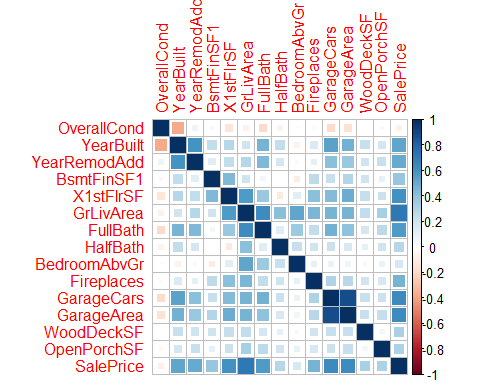 OverallCond
YearBuilt
YearRemodAdd
BsmtFinSF1
X1stFlrSF
GrLivArea
FullBath
HalfBath
BedroomAbvGr
Fireplaces
GarageCars
GarageArea
WoodDeckSF
OpenPorchSF
SalePrice
OverallCond
YearBuilt
YearRemodAdd
BsmtFinSF1
X1stFlrSF
GrLivArea
FullBath
HalfBath
BedroomAbvGr
Fireplaces
GarageCars
GarageArea
WoodDeckSF
OpenPorchSF
SalePrice
1
0.8
0.6
0.4
0.2
0
-0.2
-0.4
-0.6
-0.8
-1